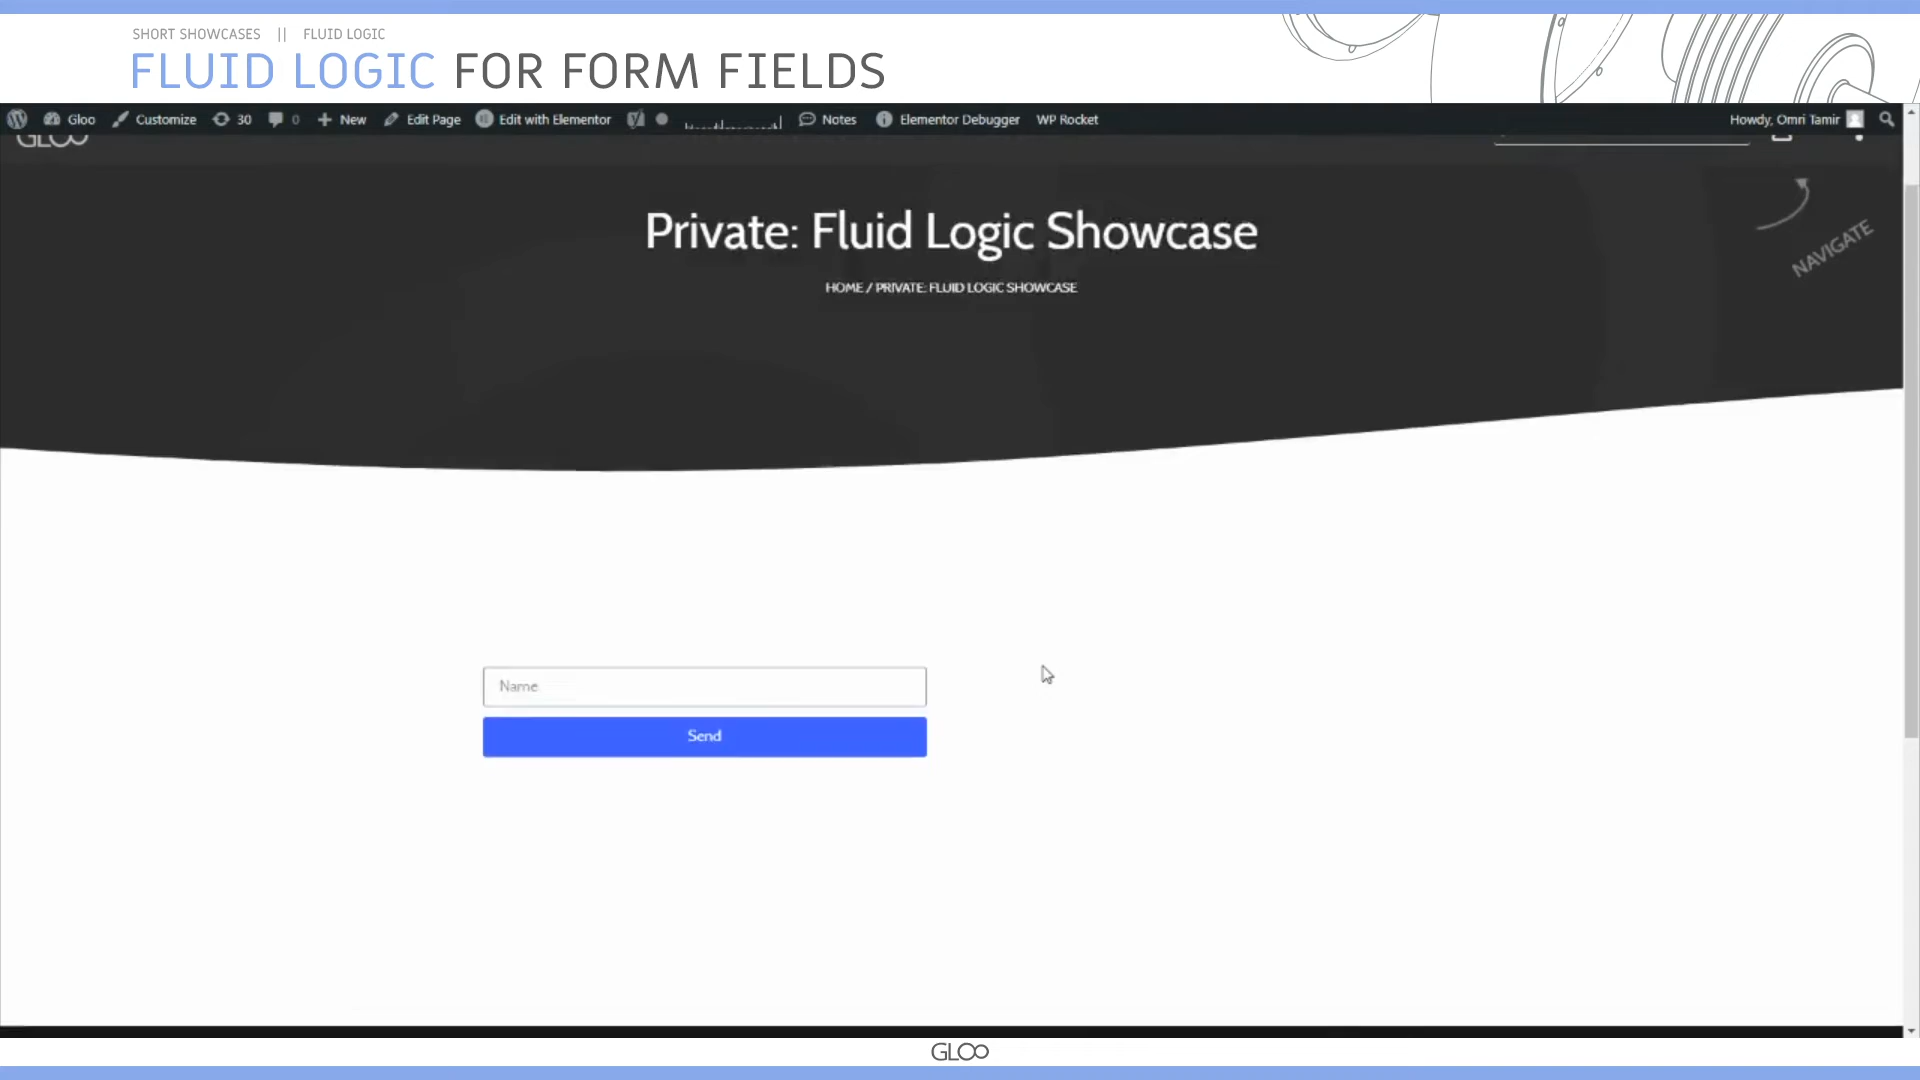 SHORT SHOWCASES || FLUID LOGIC
FLUID LOGIC FOR FORM FIELDS
Gloo Customize 30 0 New Edit Page Edit with Elementor Notes Elementor Debugger WP Rocket Howdy, Omri Tamir
GLOO
Private: Fluid Logic Showcase
NAVIGATE
HOME / PRIVATE: FLUID LOGIC SHOWCASE
Name
Send
GLOO